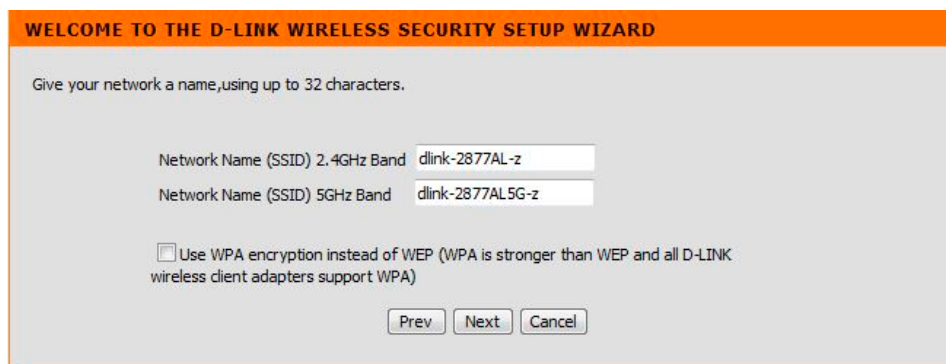 WELCOME TO THE D-LINK WIRELESS SECURITY SETUP WIZARD
Give your network a name,using up to 32 characters.
Network Name (SSID) 2.4GHz Band dlink-2877AL-z
Network Name (SSID) 5GHz Band dlink-2877AL5G-z
Use WPA encryption instead of WEP (WPA is stronger than WEP and all D-LINK
wireless client adapters support WPA)
Prev Next Cancel